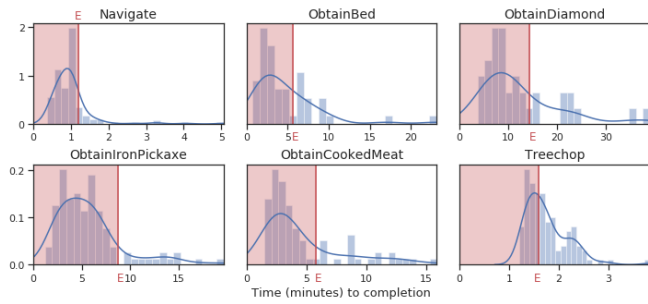 E
Navigate
ObtainBed
ObtainDiamond
2
1
0
0 1 2 3 4 5
0 5 10 15 20
0 10 20 30
E
E
ObtainIronPickaxe
ObtainCookedMeat
Treechop
0.2
0.1
0.0
0 5 10 15
0 5 10 15
0 1 2 3
E
E
E
Time (minutes) to completion